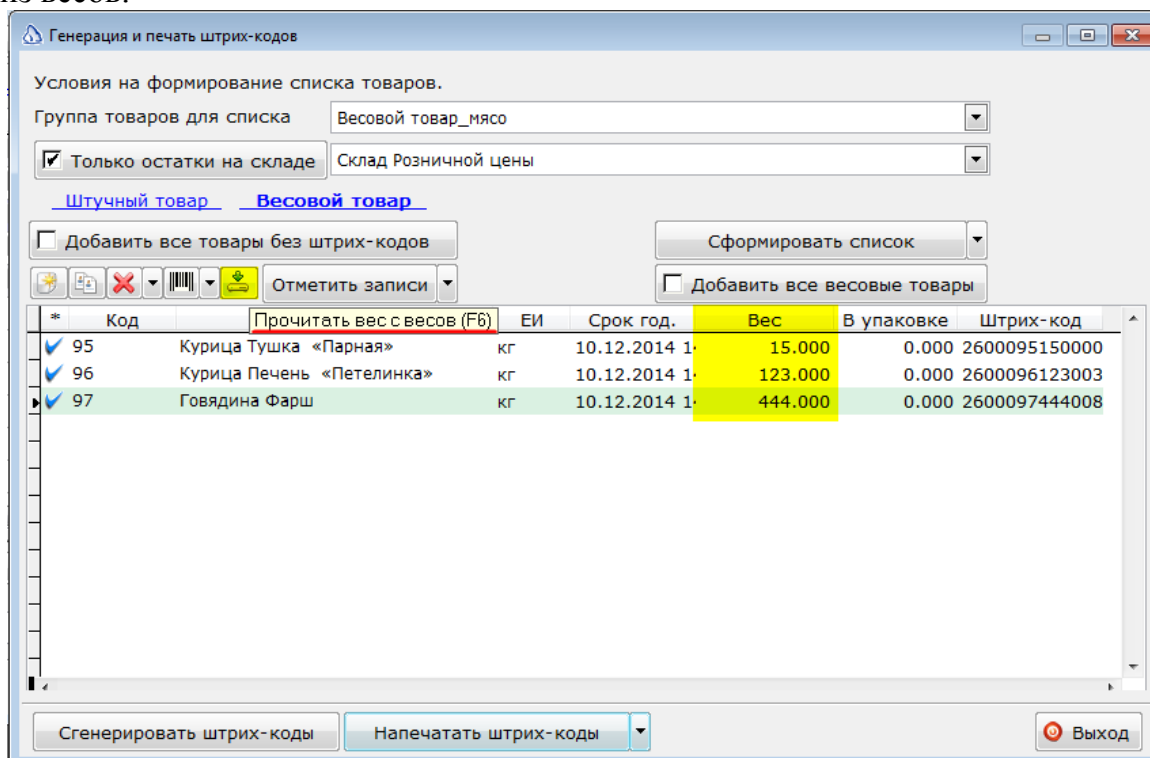 из весов.
Генерация и печать штрих-кодов
Условия на формирование списка товаров.
Группа товаров для списка Весовой товар_мясо
Только остатки на складе Склад Розничной цены
Штучный товар Весовой товар
Добавить все товары без штрих-кодов Сформировать список
Отметить записи Добавить все весовые товары
* Код Прочитать вес с весов (F6) ЕИ Срок год. Вес В упаковке Штрих-код
95 Курица Тушка «Парная» кг 10.12.2014 1 15.000 0.000 2600095150000
96 Курица Печень «Петелинка» кг 10.12.2014 1 123.000 0.000 2600096123003
97 Говядина Фарш кг 10.12.2014 1 444.000 0.000 2600097444008
Сгенерировать штрих-коды Напечатать штрих-коды Выход